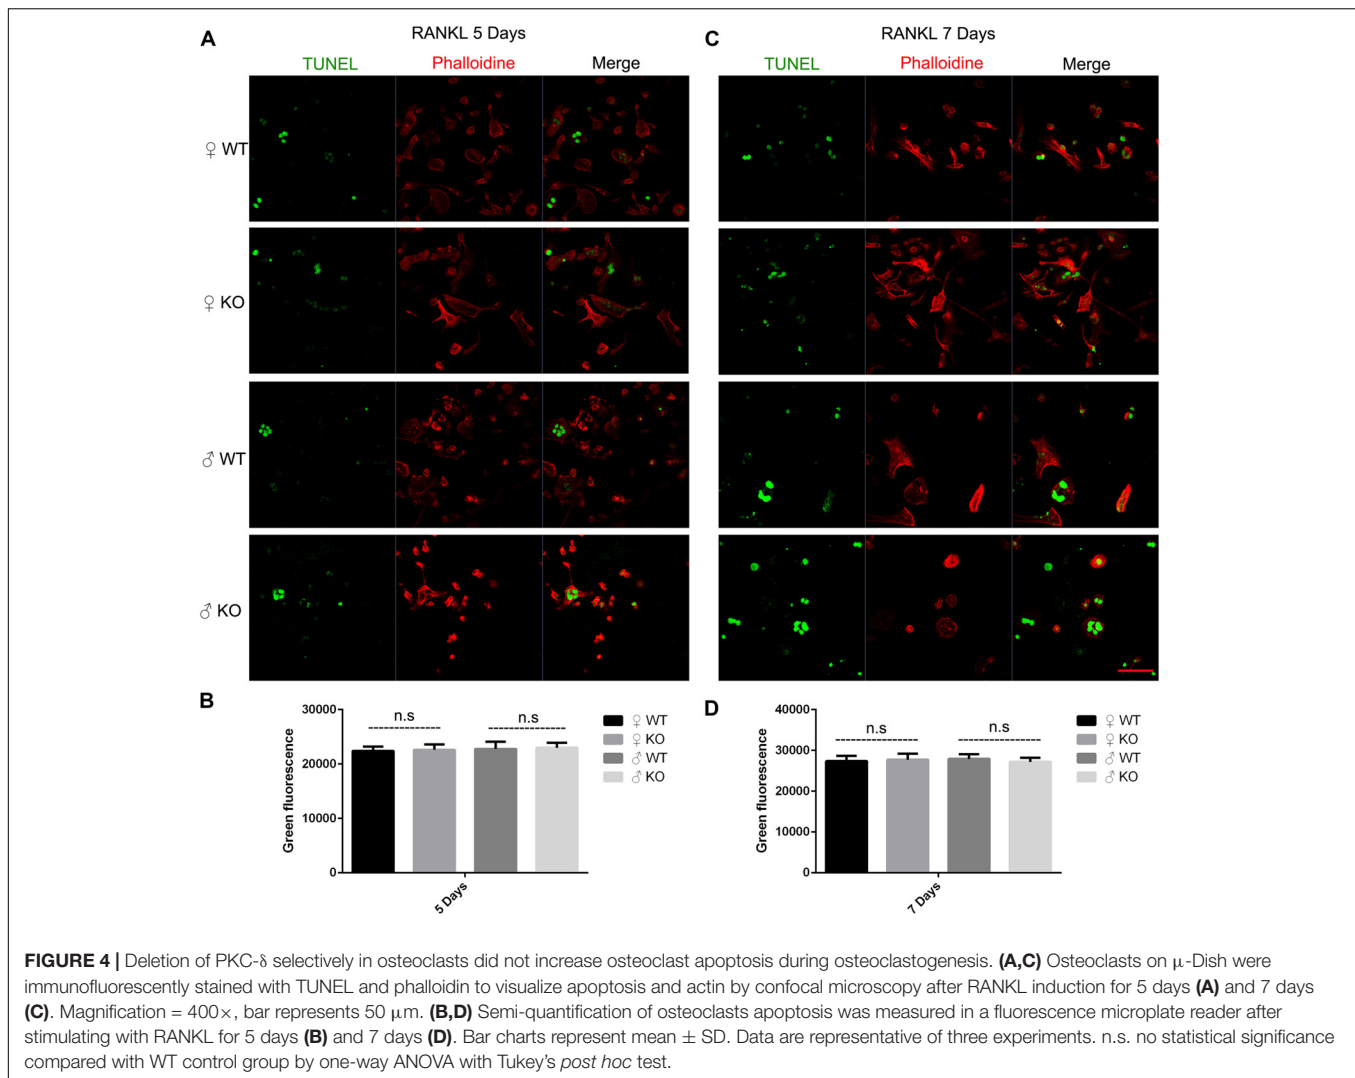 A
RANKL 5 Days
TUNEL Phalloidine Merge
♀ WT
♀ KO
♂ WT
♂ KO
C
RANKL 7 Days
TUNEL Phalloidine Merge
B
Green fluorescence
30000
20000
10000
0
n.s
n.s
5 Days
♀ WT
♀ KO
♂ WT
♂ KO
D
Green fluorescence
40000
30000
20000
10000
0
n.s
n.s
7 Days
♀ WT
♀ KO
♂ WT
♂ KO
FIGURE 4 | Deletion of PKC-δ selectively in osteoclasts did not increase osteoclast apoptosis during osteoclastogenesis. (A,C) Osteoclasts on μ-Dish were
immunofluorescently stained with TUNEL and phalloidin to visualize apoptosis and actin by confocal microscopy after RANKL induction for 5 days (A) and 7 days
(C). Magnification = 400×, bar represents 50 μm. (B,D) Semi-quantification of osteoclasts apoptosis was measured in a fluorescence microplate reader after
stimulating with RANKL for 5 days (B) and 7 days (D). Bar charts represent mean ± SD. Data are representative of three experiments. n.s. no statistical significance
compared with WT control group by one-way ANOVA with Tukey's post hoc test.